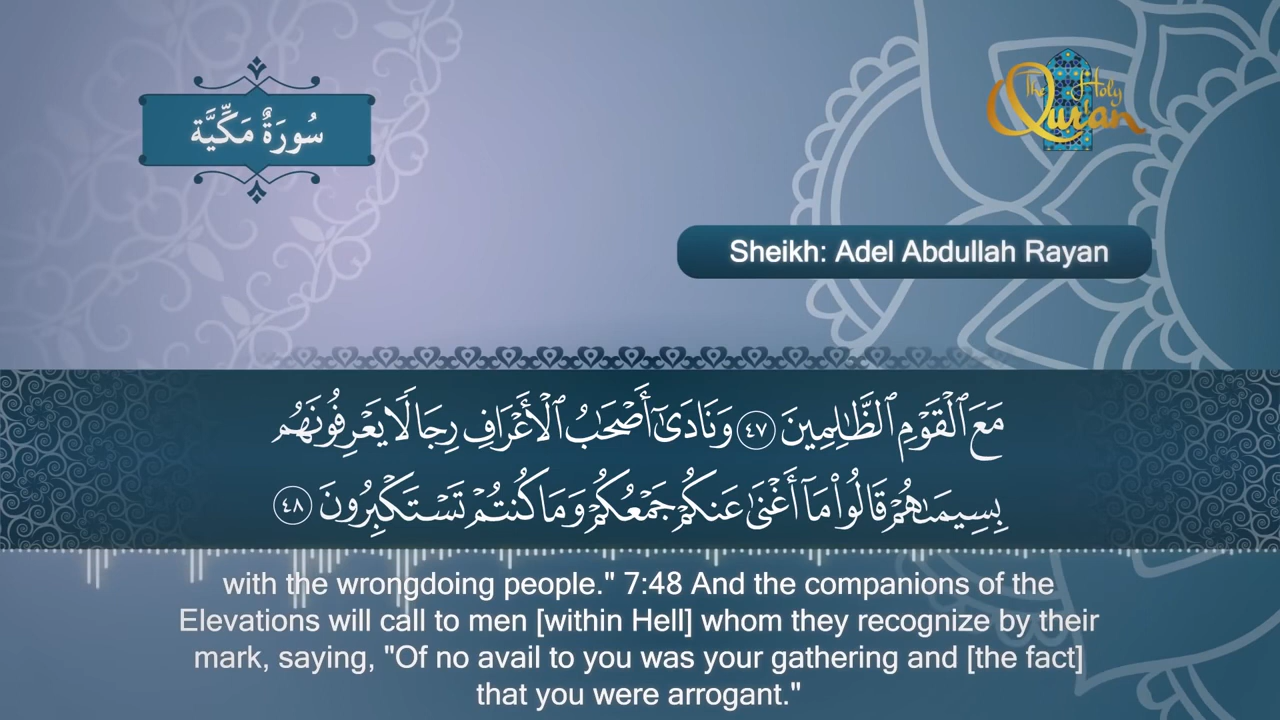 سُورَةٌ مَكِّيَّة
The Holy
Qur'an
Sheikh: Adel Abdullah Rayan
مَعَ ٱلْقَوْمِ ٱلظَّـٰلِمِينَ ٤٧ وَنَادَىٰٓ أَصْحَـٰبُ ٱلْأَعْرَافِ رِجَالًا يَعْرِفُونَهُم
بِسِيمَـٰهُمْ قَالُوا۟ مَآ أَغْنَىٰ عَنكُمْ جَمْعُكُمْ وَمَا كُنتُمْ تَسْتَكْبِرُونَ ٤٨
with the wrongdoing people." 7:48 And the companions of the
Elevations will call to men [within Hell] whom they recognize by their
mark, saying, "Of no avail to you was your gathering and [the fact]
that you were arrogant."